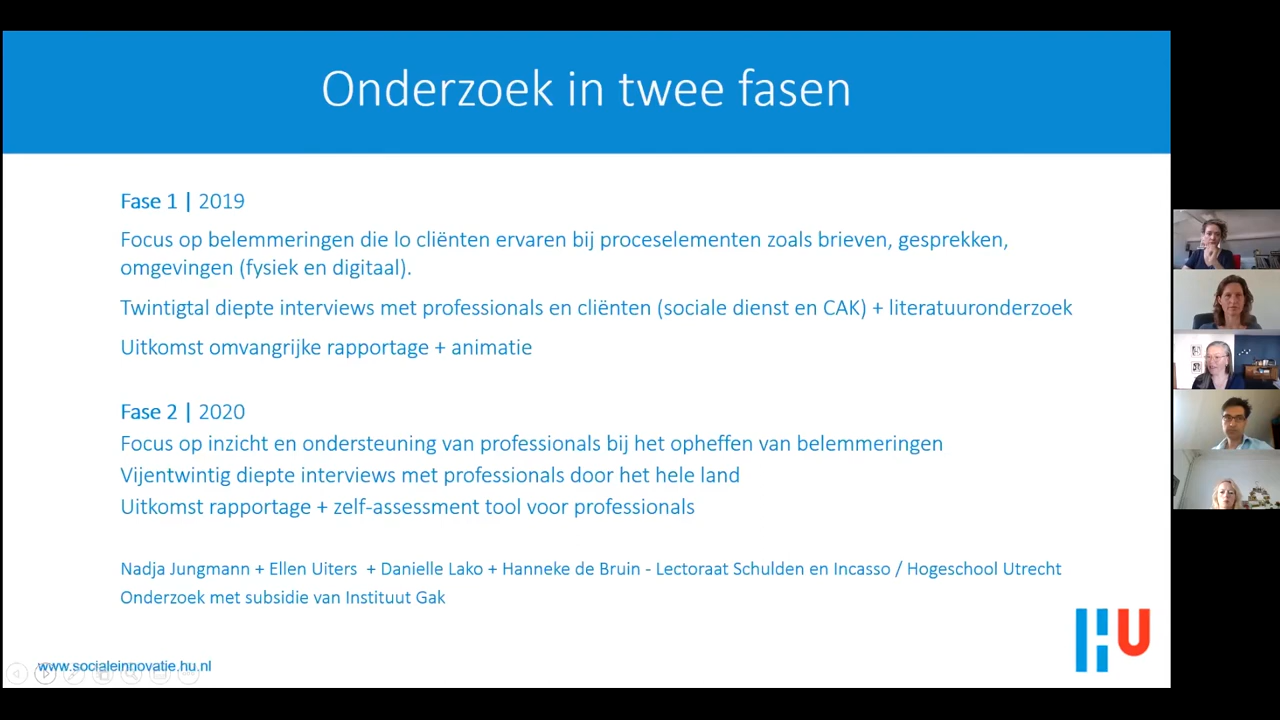 Onderzoek in twee fasen
Fase 1 | 2019
Focus op belemmeringen die lo cliënten ervaren bij proceselementen zoals brieven, gesprekken,
omgevingen (fysiek en digitaal).
Twintigtal diepte interviews met professionals en cliënten (sociale dienst en CAK) + literatuuronderzoek
Uitkomst omvangrijke rapportage + animatie
Fase 2 | 2020
Focus op inzicht en ondersteuning van professionals bij het opheffen van belemmeringen
Vijentwintig diepte interviews met professionals door het hele land
Uitkomst rapportage + zelf-assessment tool voor professionals
Nadja Jungmann + Ellen Uiters + Danielle Lako + Hanneke de Bruin - Lectoraat Schulden en Incasso / Hogeschool Utrecht
Onderzoek met subsidie van Instituut Gak
HU
www.socialeinnovatie.hu.nl